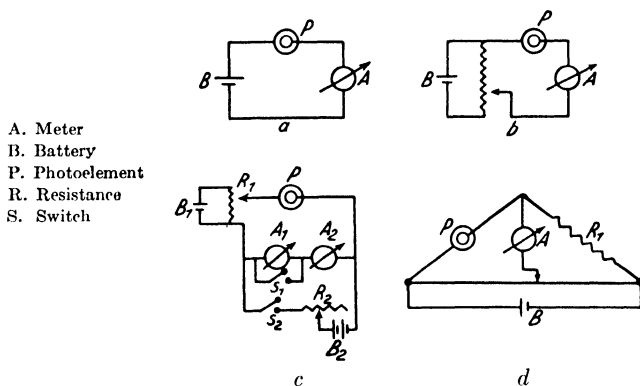 A. Meter
B. Battery
P. Photoelement
R. Resistance
S. Switch
P
B
A
a
P
B
A
b
R1
P
B1
A1 A2
S1
R2
S2
B2
c
P
A
R1
B
d